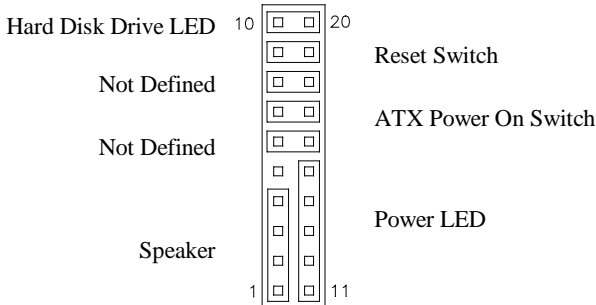 Hard Disk Drive LED 10 20
Reset Switch
Not Defined
ATX Power On Switch
Not Defined
Power LED
Speaker
1 11